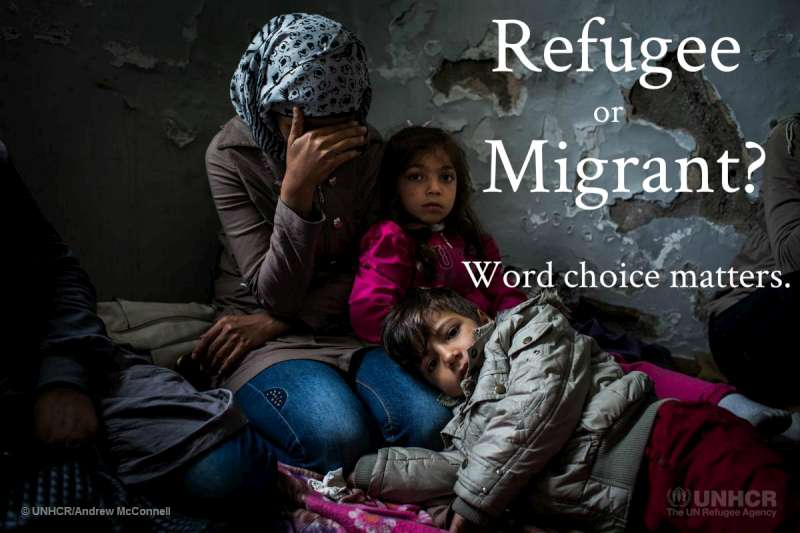 Refugee
or
Migrant?
Word choice matters.
UNHCR
The UN Refugee Agency
© UNHCR/Andrew McConnell